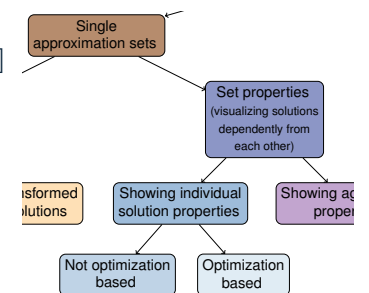 Single
approximation sets
Set properties
(visualizing solutions
dependently from
each other)
Showing individual
solution properties
Showing
Not optimization
based
Optimization
based